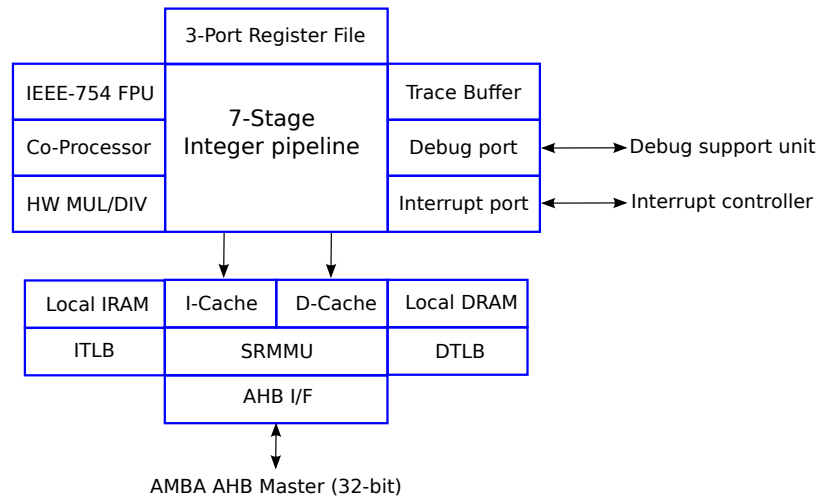 3-Port Register File
IEEE-754 FPU
7-Stage
Integer pipeline
Trace Buffer
Co-Processor
Debug port
Debug support unit
HW MUL/DIV
Interrupt port
Interrupt controller
Local IRAM
I-Cache
D-Cache
Local DRAM
ITLB
SRMMU
DTLB
AHB I/F
AMBA AHB Master (32-bit)